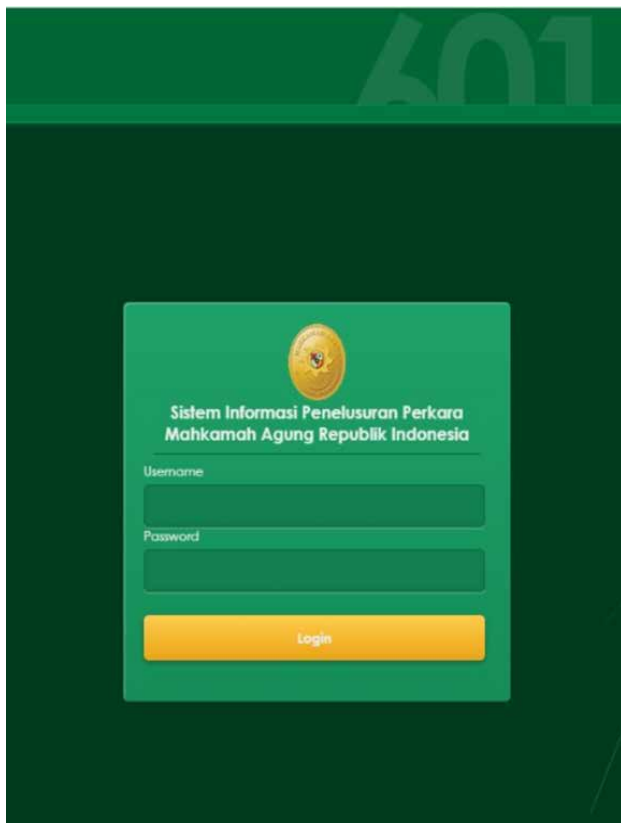 601
Sistem Informasi Penelusuran Perkara
Mahkamah Agung Republik Indonesia
Username
Password
Login